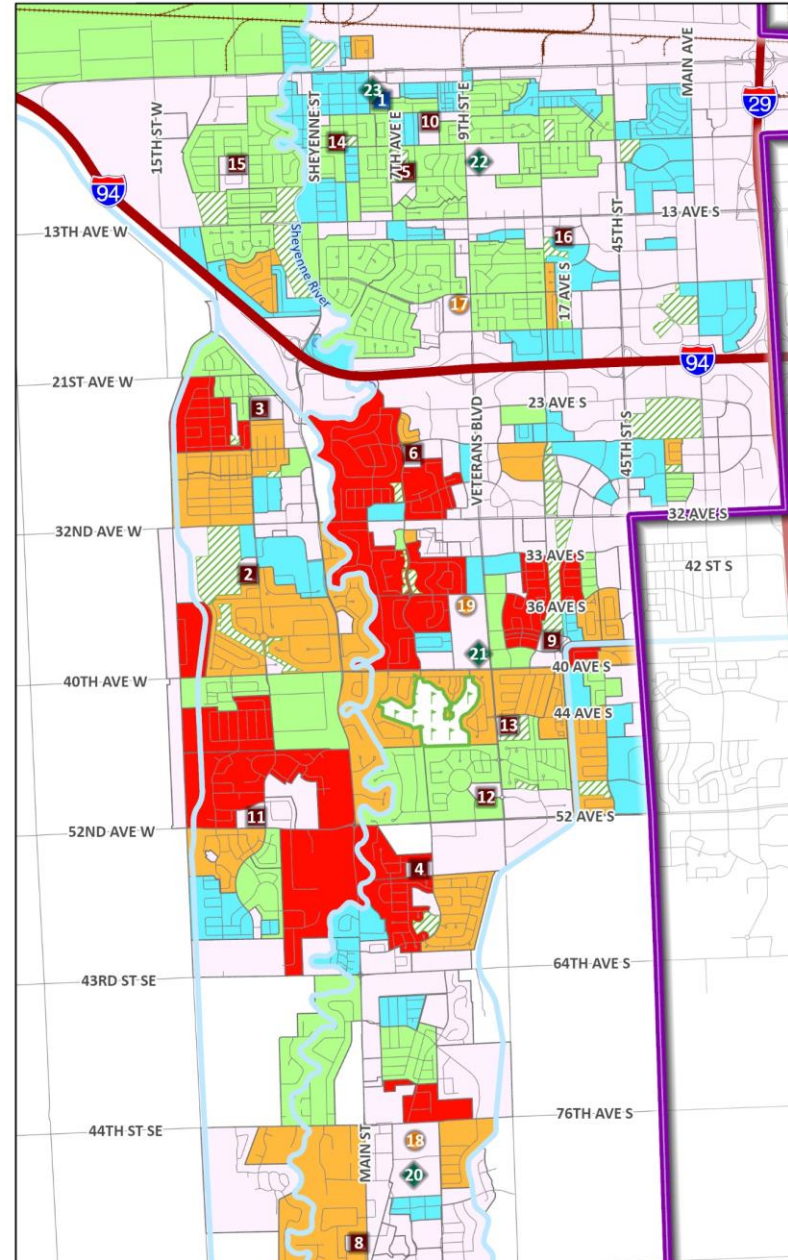 MAIN AVE
23
1
7TH AVE E
9TH ST E
29
15TH ST W
SHEYENNE ST
10
14
15
5
22
94
45TH ST
13 AVE S
13TH AVE W
16
Sheyenne River
17 AVE S
17
94
21ST AVE W
3
23 AVE S
VETERANS BLVD
45TH ST S
6
32ND AVE W
32 AVE S
33 AVE S
42 ST S
2
36 AVE S
19
9
21
40 AVE S
40TH AVE W
44 AVE S
13
12
11
52 AVE S
52ND AVE W
4
64TH AVE S
43RD ST SE
76TH AVE S
44TH ST SE
18
MAIN ST
20
8